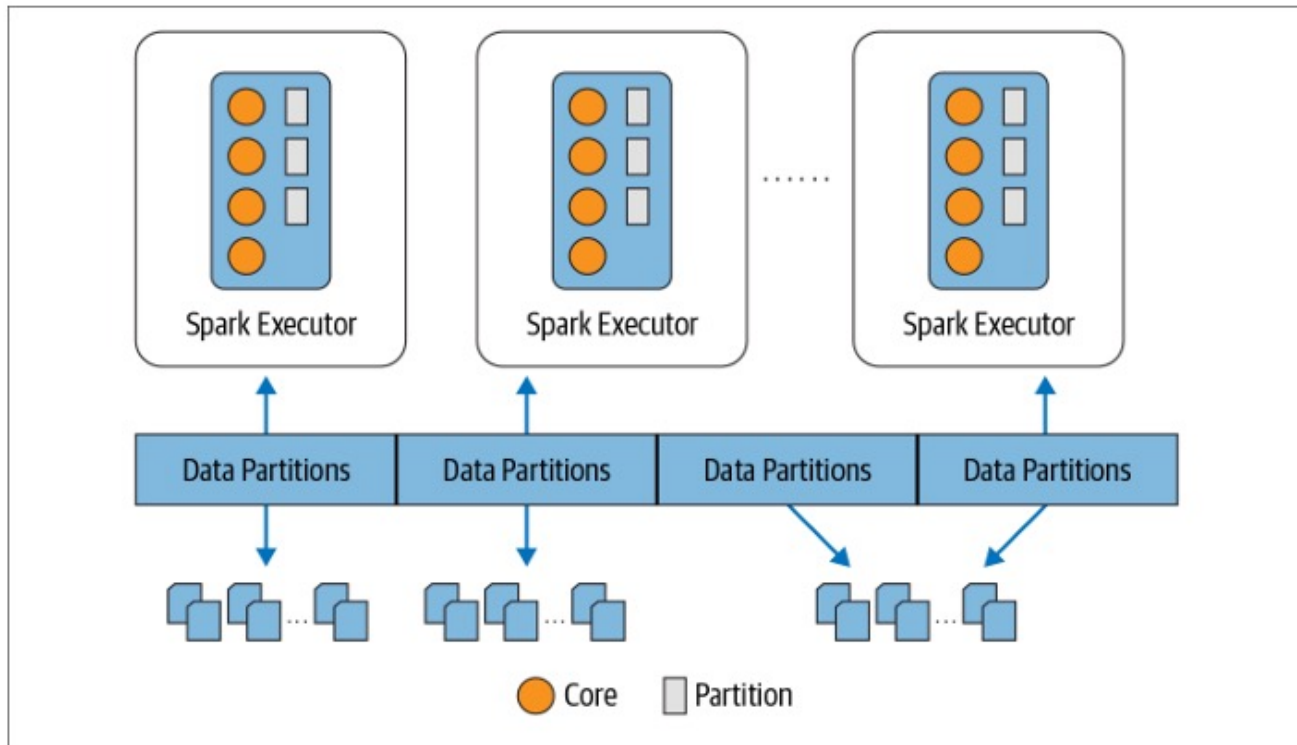 Spark Executor Spark Executor Spark Executor
Data Partitions Data Partitions Data Partitions Data Partitions
Core Partition